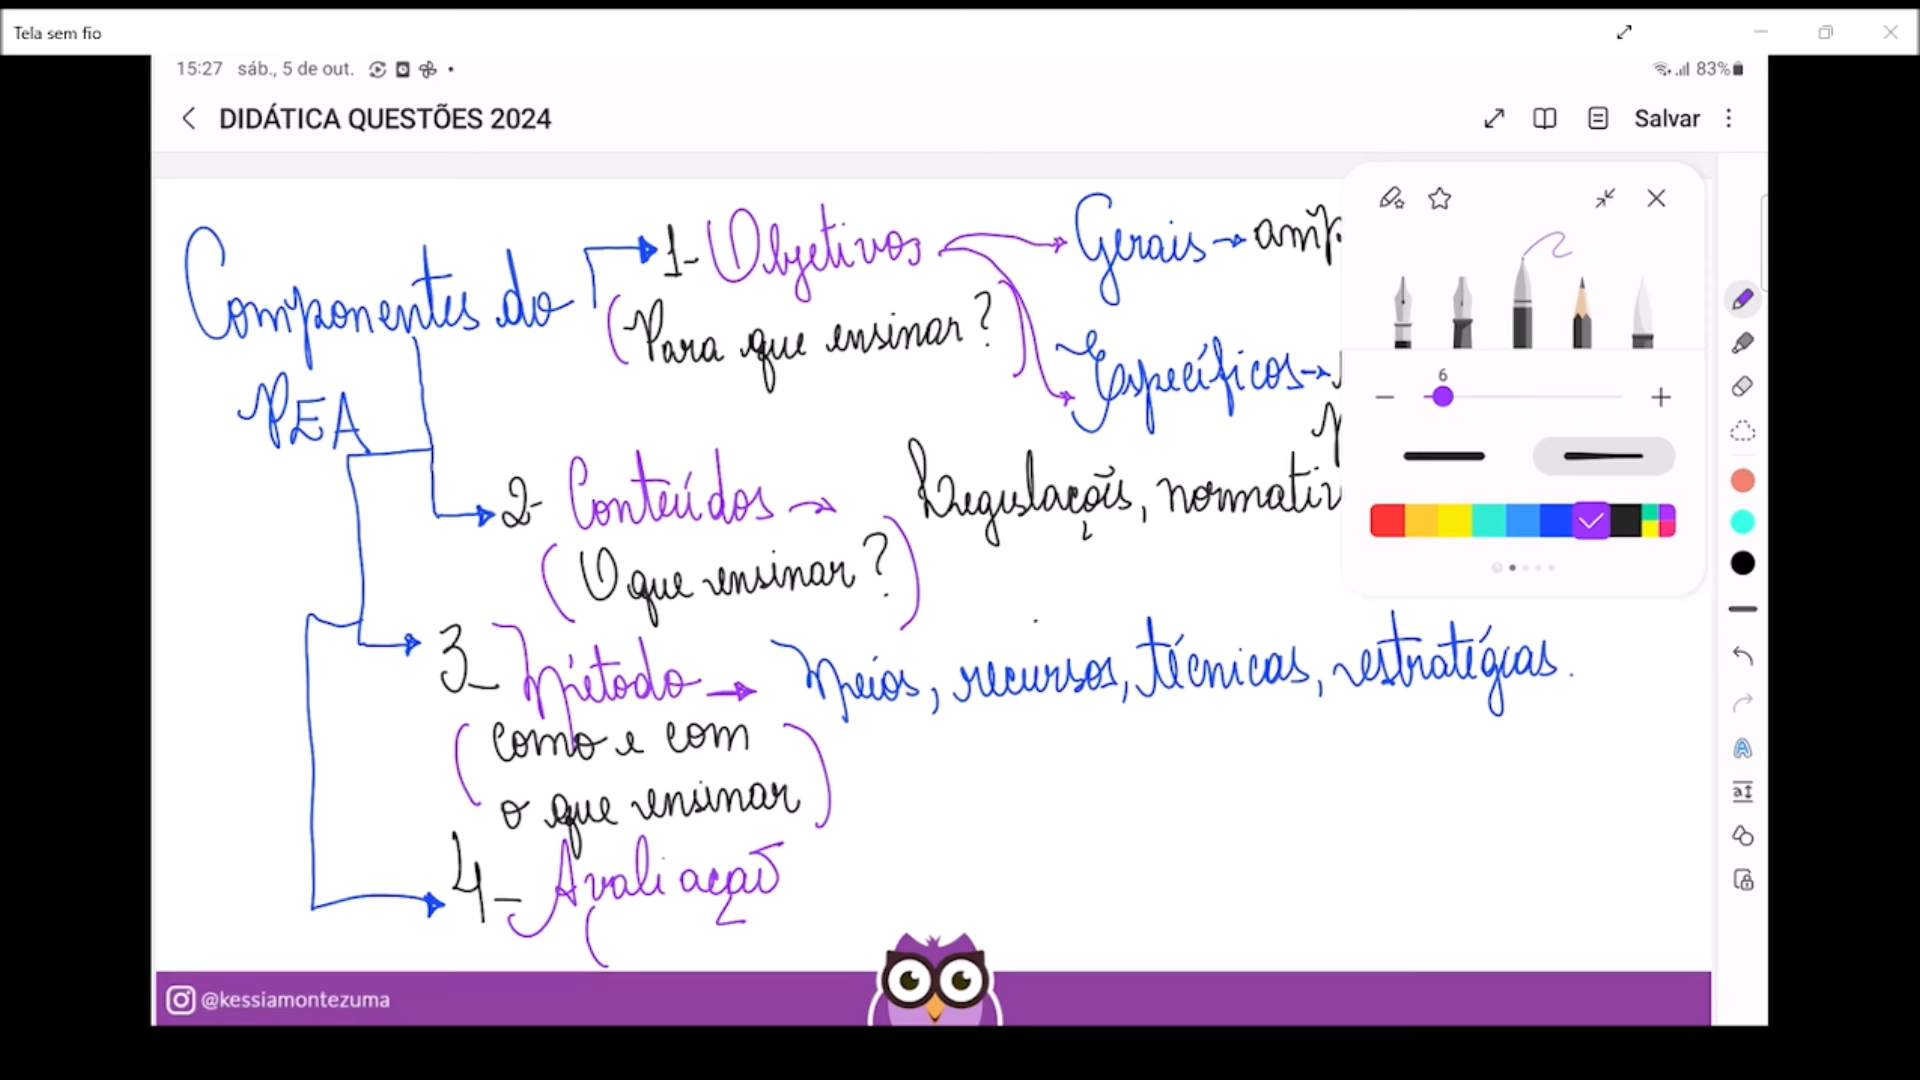 Tela sem fio
15:27 sáb., 5 de out.
83%
DIDÁTICA QUESTÕES 2024
Salvar
Componentes do
PEA
1- Objetivos
(Para que ensinar?)
Gerais → amp
Específicos →
2- Conteúdos →
Regulações, normativ
(O que ensinar?)
3- Método → Meios, recursos, técnicas, estratégias.
(como e com
o que ensinar)
4- Avaliação
(
6
@kessiamontezuma